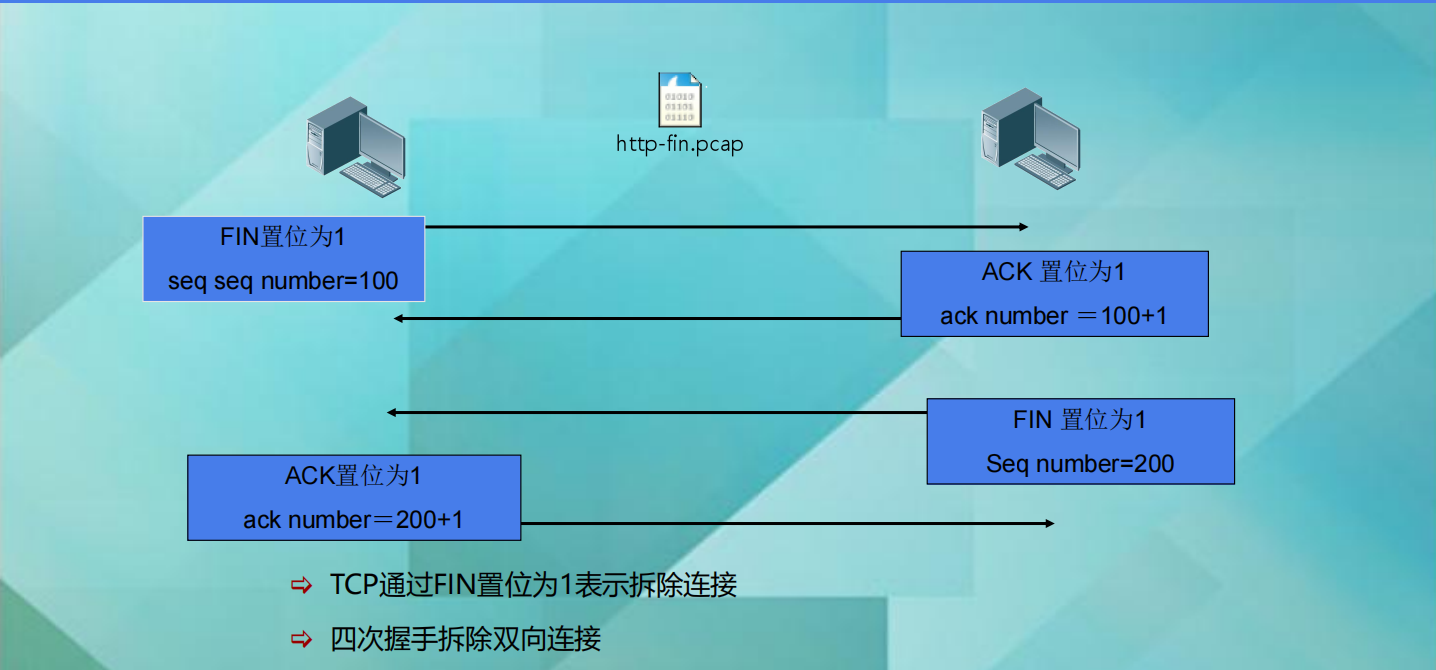 01010
01101
01110
http-fin.pcap
FIN置位为1
seq seq number=100
ACK 置位为1
ack number ＝100+1
FIN 置位为1
Seq number=200
ACK置位为1
ack number＝200+1
⇨ TCP通过FIN置位为1表示拆除连接
⇨ 四次握手拆除双向连接